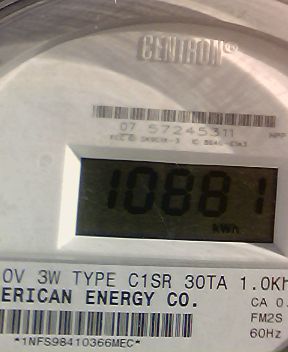 CENTRON®
07 57245311
10881
kWh
0V 3W TYPE C1SR 30TA 1.0Kh
ERICAN ENERGY CO.
CA 0.
FM2S
60Hz
*1NFS98410366MEC*